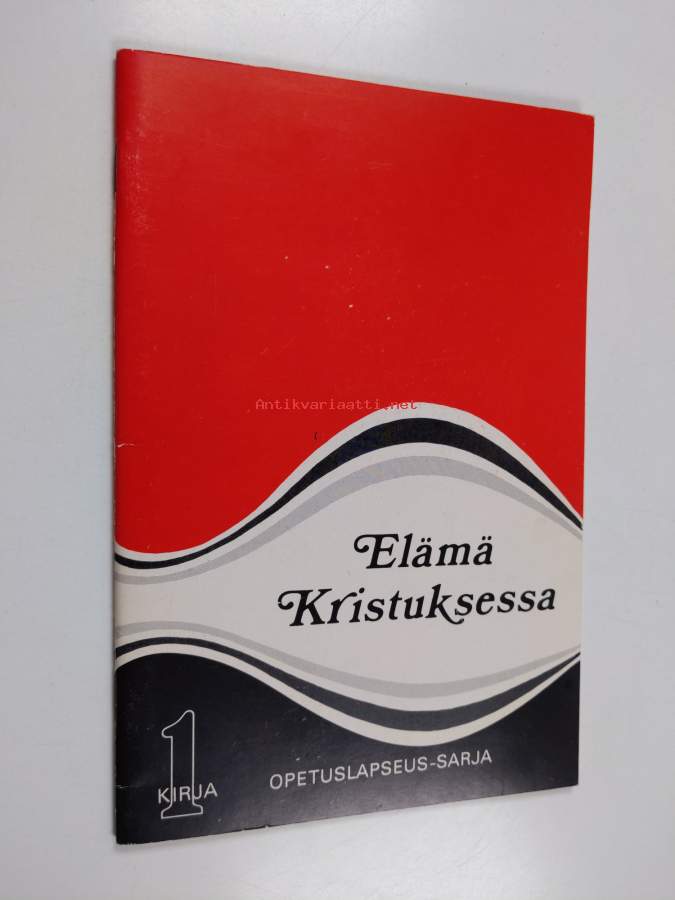 Antikvariaatti.net
Elämä
Kristuksessa
1
KIRJA
OPETUSLAPSEUS-SARJA